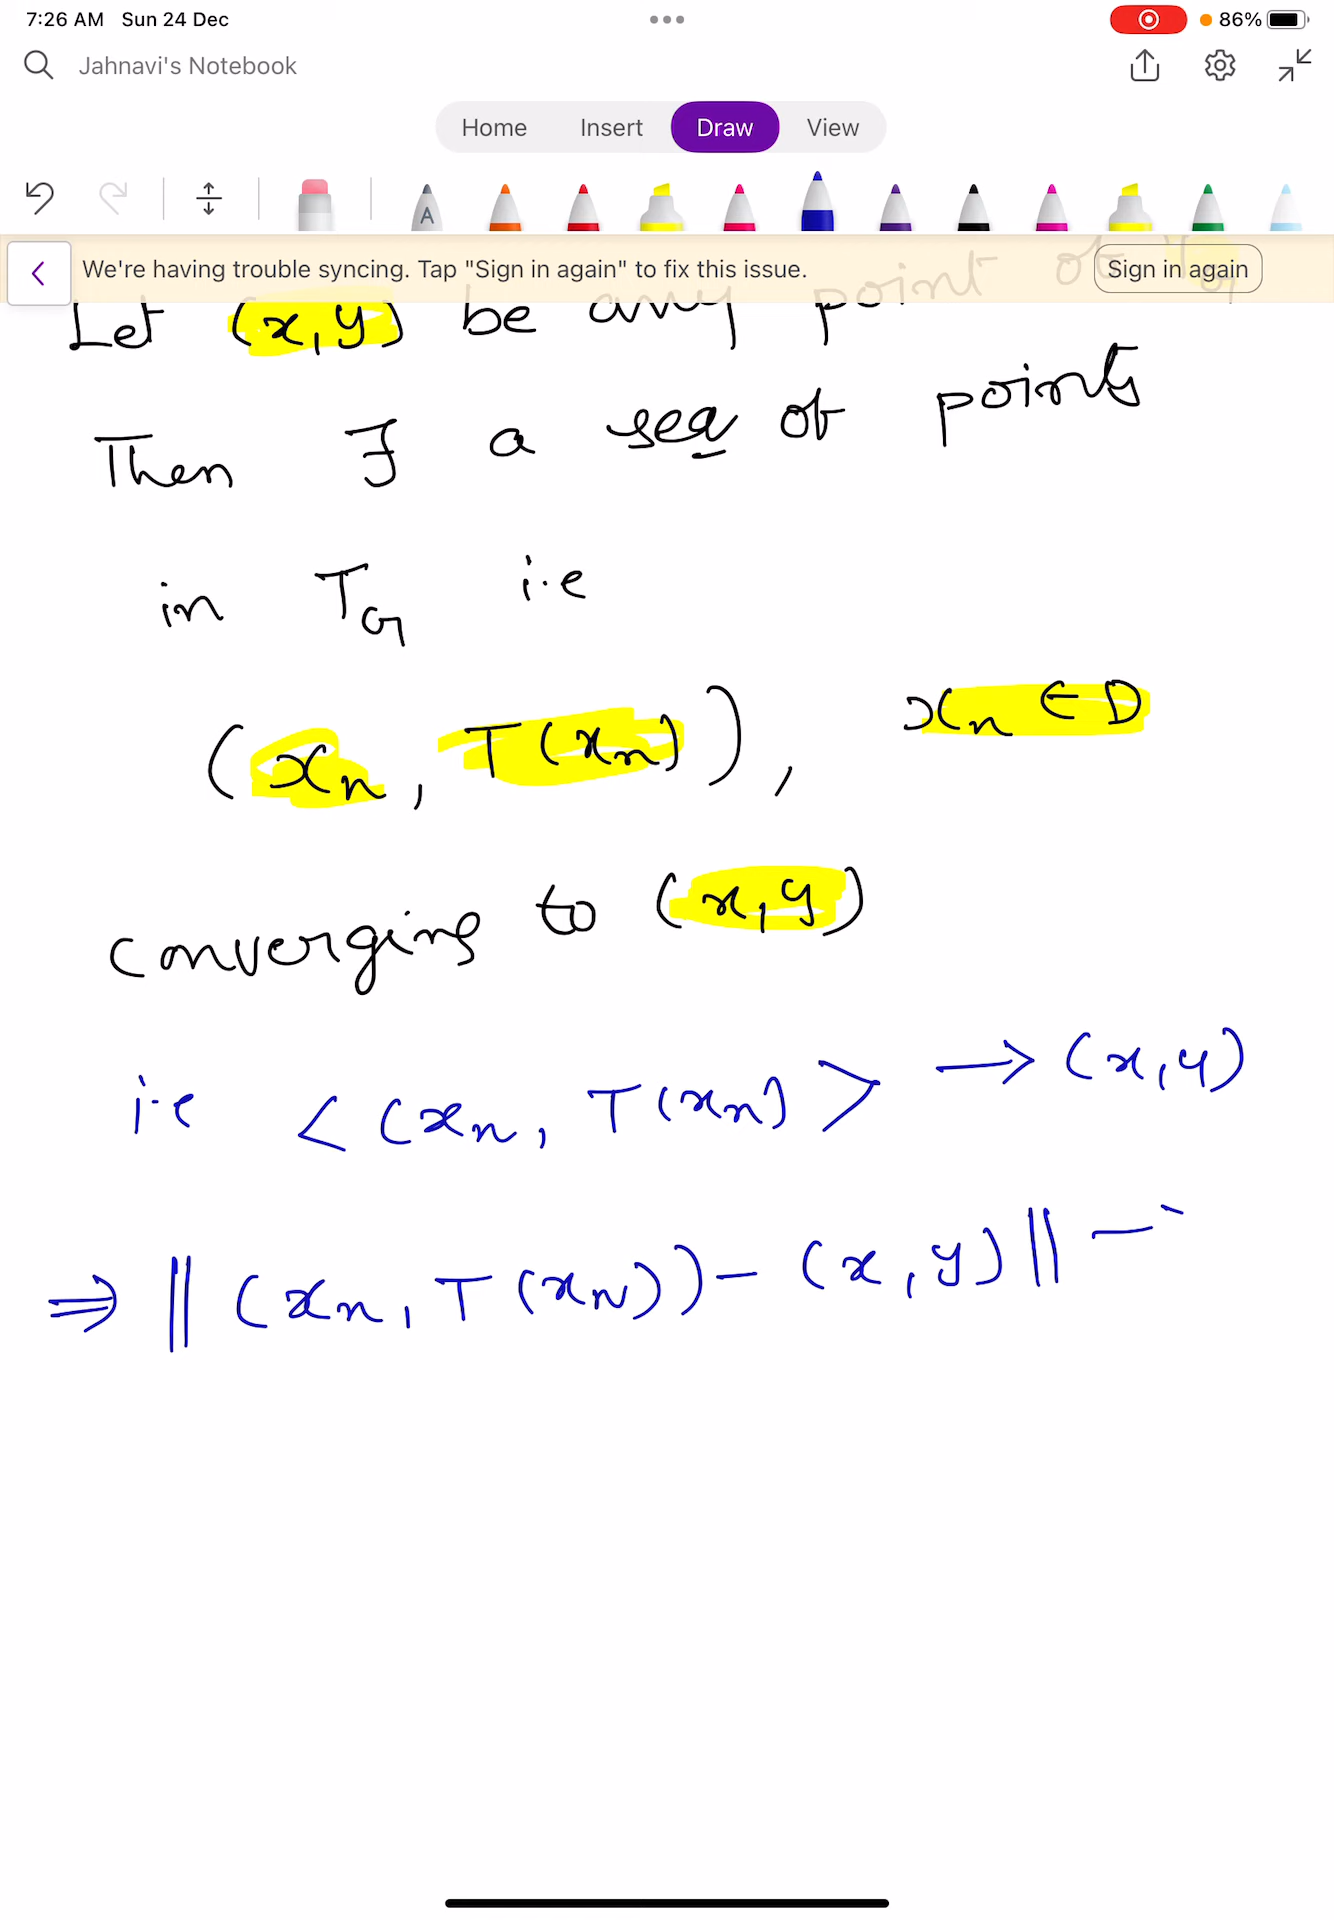 7:26 AM Sun 24 Dec
86%
Jahnavi's Notebook
Home Insert Draw View
A
We're having trouble syncing. Tap "Sign in again" to fix this issue. Sign in again
Let (x,y) be any point of
Then ∃ a seq of points
in T_G i.e
(x_n, T(x_n)), x_n ∈ D
converging to (x,y)
i.e <(x_n, T(x_n)> → (x,y)
⇒ || (x_n, T(x_n)) - (x,y) || -